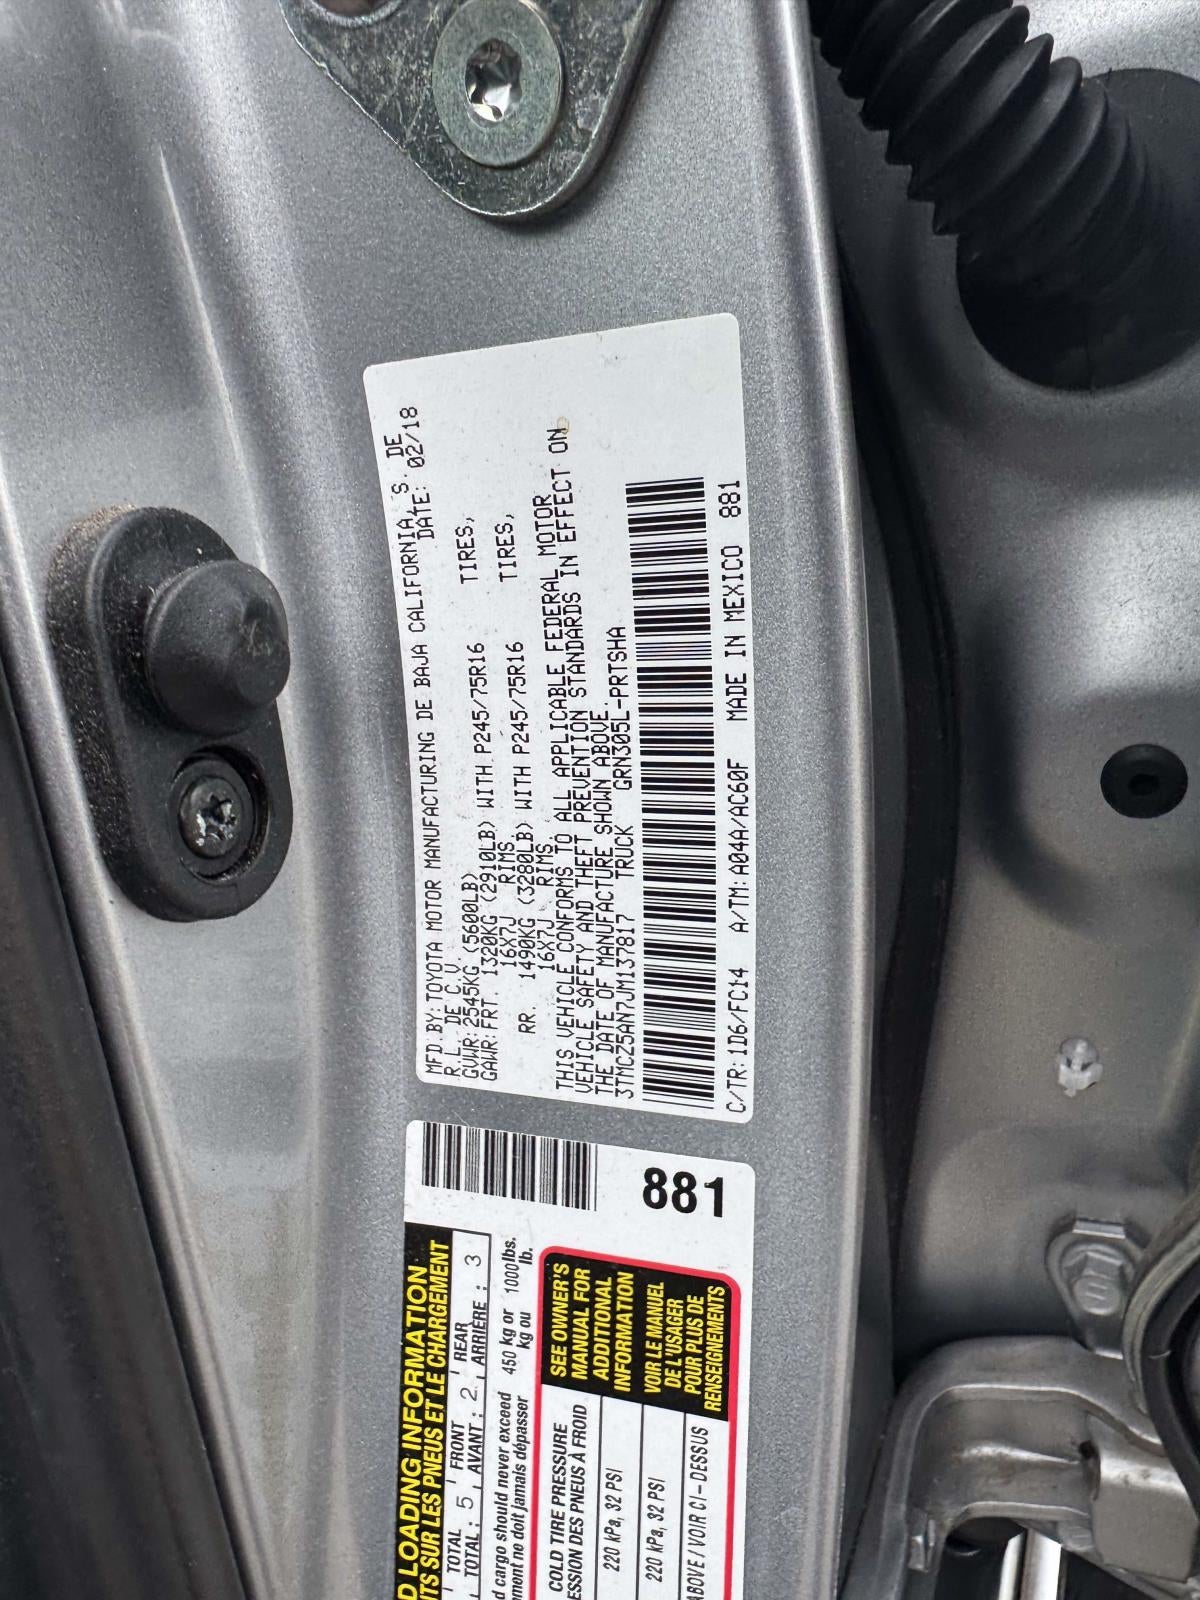 MFD.BY:TOYOTA MOTOR MANUFACTURING DE BAJA CALIFORNIA, S. DE
R.L. DE C.V. DATE: 02/18
GVWR:2545KG (5600LB)
GAWR:FRT. 1320KG (2910LB) WITH P245/75R16 TIRES,
16X7J RIMS,
RR. 1490KG (3280LB) WITH P245/75R16 TIRES,
16X7J RIMS.
THIS VEHICLE CONFORMS TO ALL APPLICABLE FEDERAL MOTOR
VEHICLE SAFETY AND THEFT PREVENTION STANDARDS IN EFFECT ON
THE DATE OF MANUFACTURE SHOWN ABOVE.
3TMCZ5AN7JM137817 TRUCK GRN305L-PRTSHA
C/TR:1D6/FC14 A/TM:A04A/AC60F MADE IN MEXICO 881
881
LOADING INFORMATION
SUR LES PNEUS ET LE CHARGEMENT
TOTAL FRONT REAR
TOTAL : 5 AVANT : 2 ARRIÈRE : 3
cargo should never exceed 450 kg or 1000lbs.
ne doit jamais dépasser kg ou lb.
COLD TIRE PRESSURE
DES PNEUS A FROID
220 kPa, 32 PSI
220 kPa, 32 PSI
ABOVE / VOIR CI-DESSUS
SEE OWNER'S
MANUAL FOR
ADDITIONAL
INFORMATION
VOIR LE MANUEL
DE L'USAGER
POUR PLUS DE
RENSEIGNEMENTS